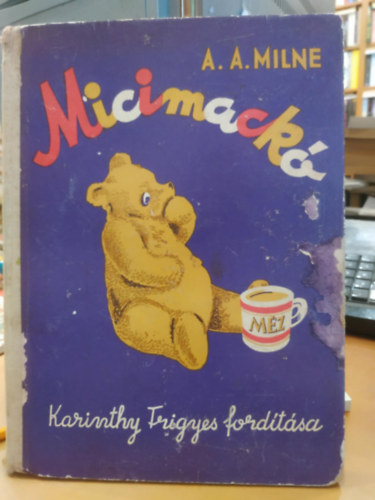 A. A. MILNE
Micimackó
MÉZ
Karinthy Frigyes fordítása